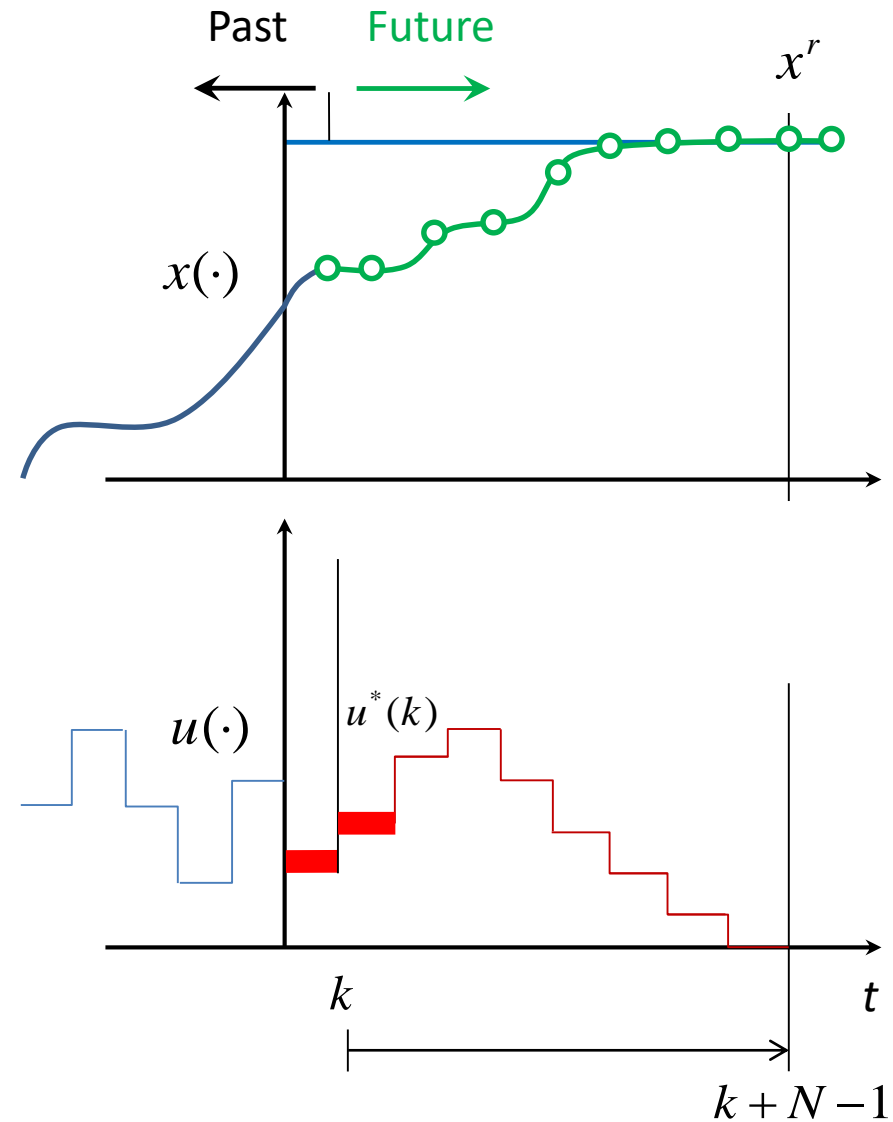 Past Future
x^r
x(·)
u*(k)
u(·)
k
t
k + N − 1